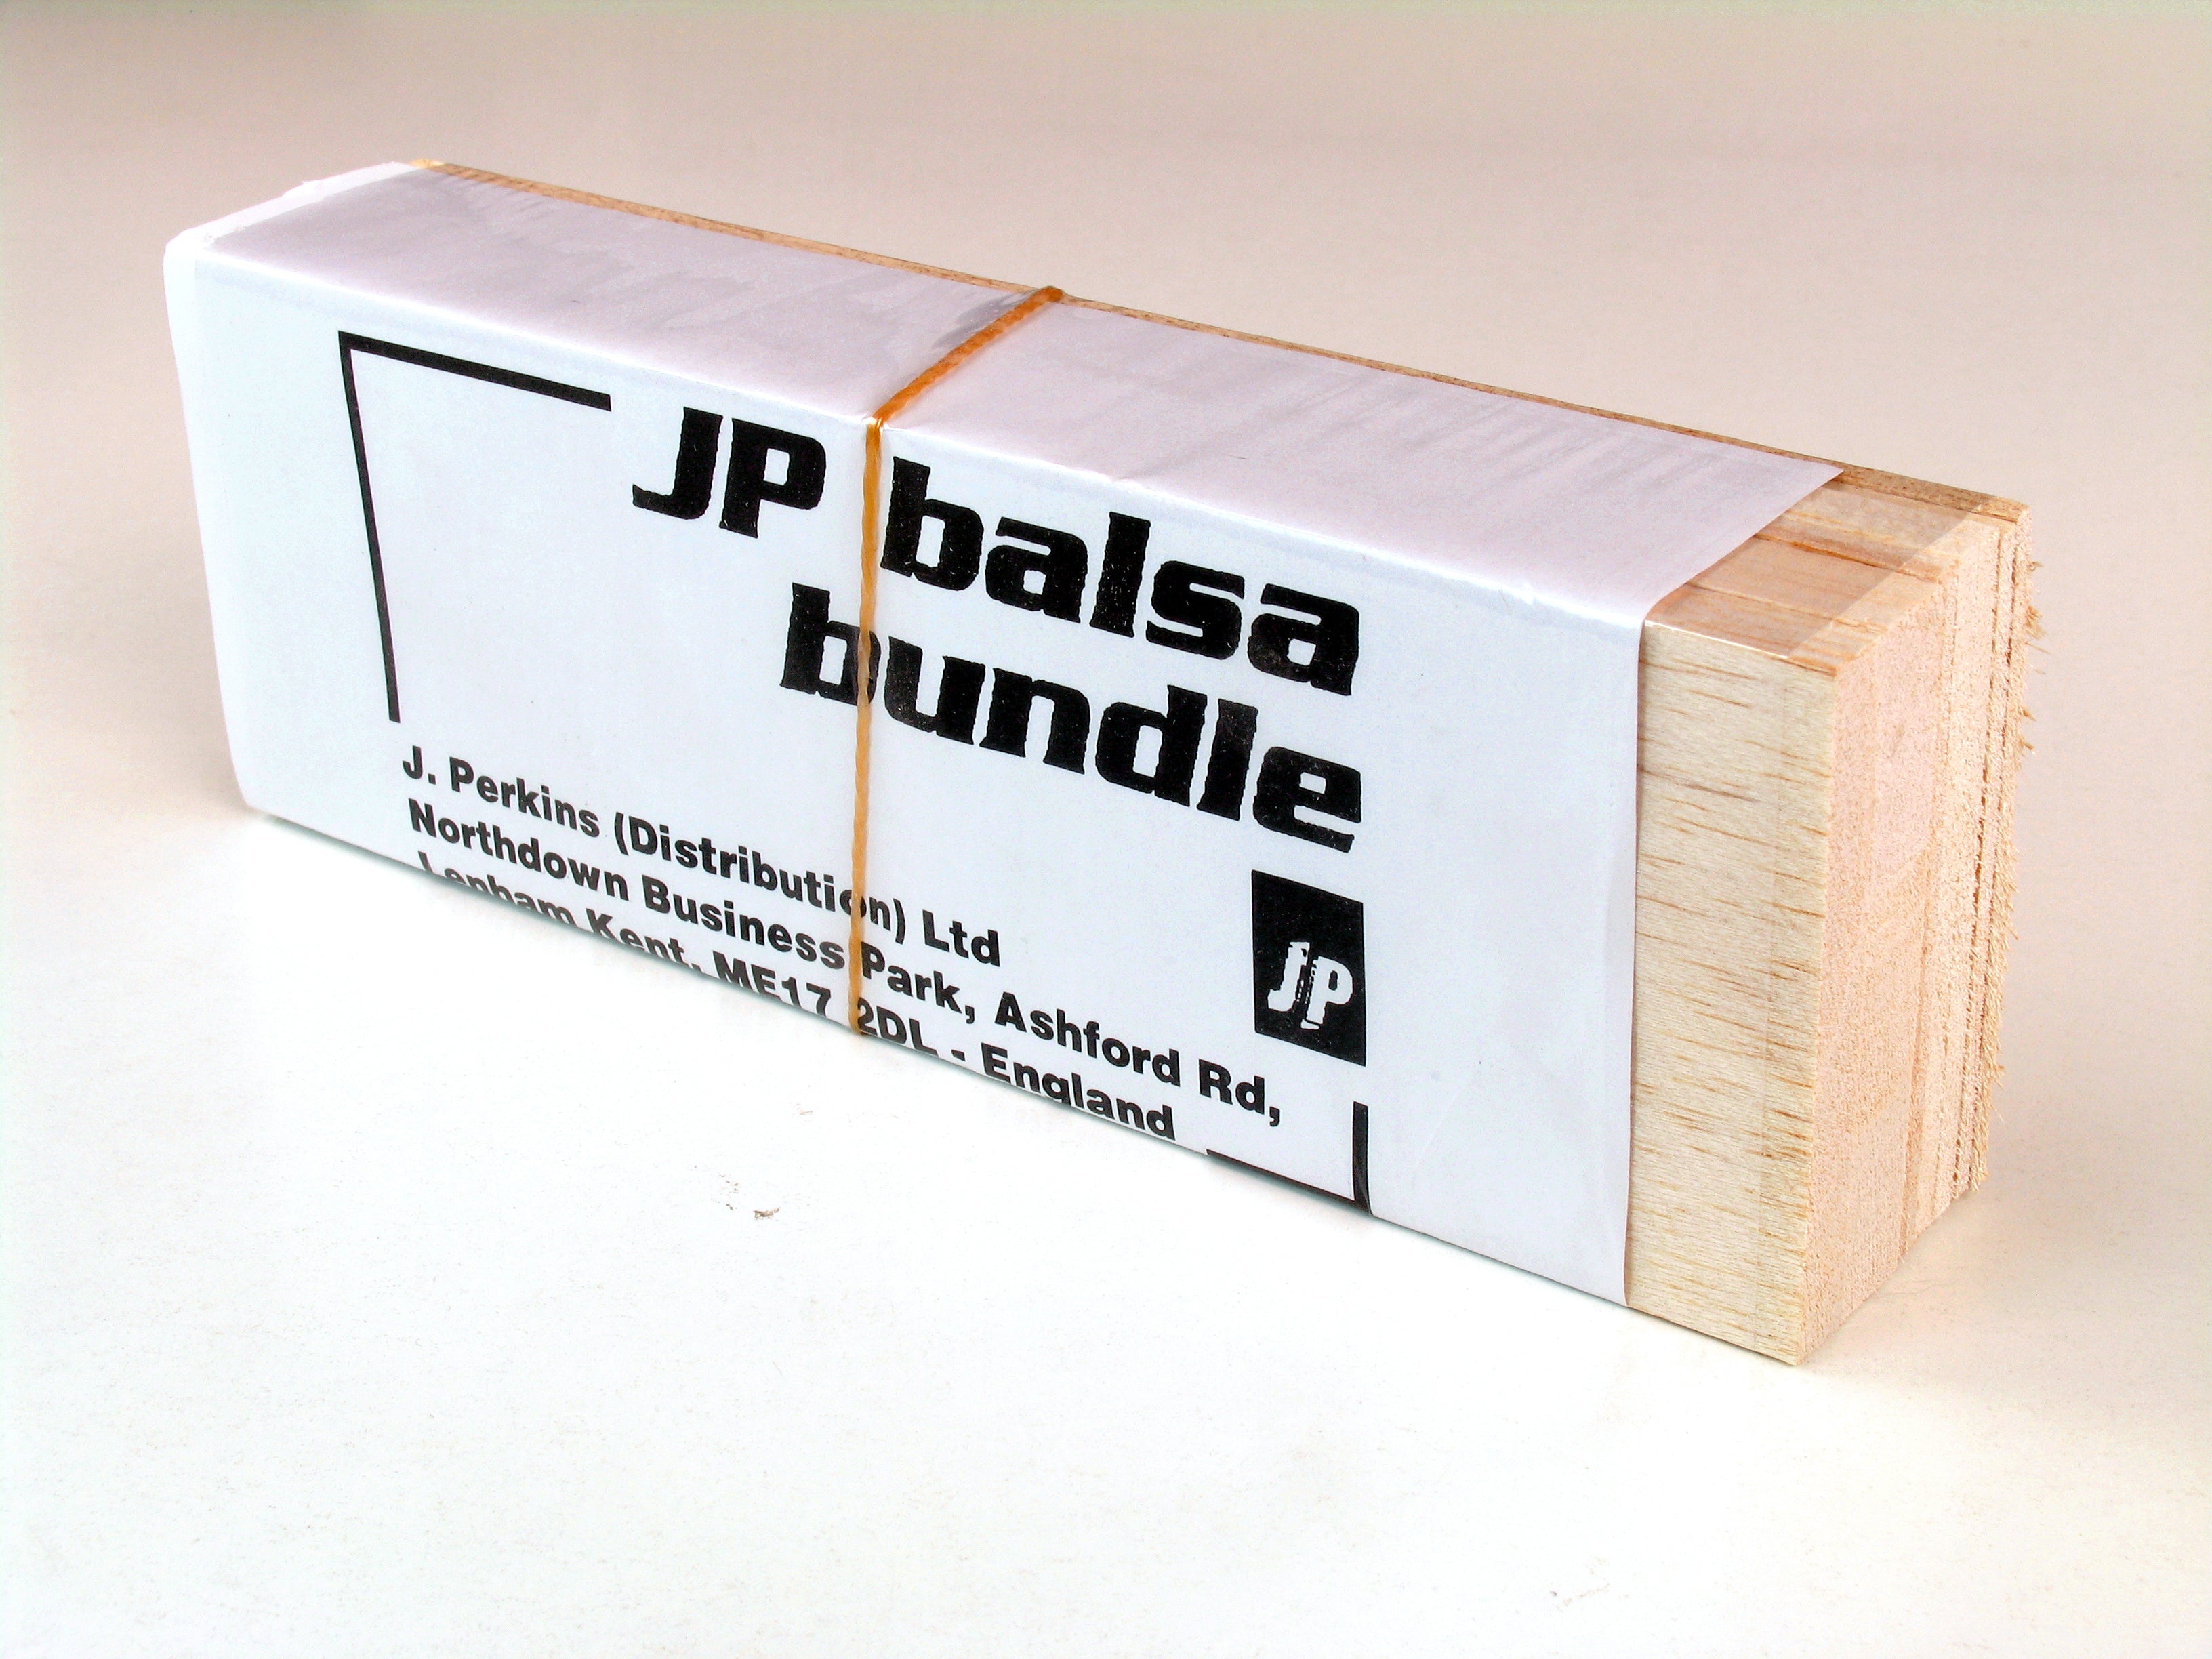 JP balsa
bundle
JP
J. Perkins (Distribution) Ltd
Northdown Business Park, Ashford Rd,
Lenham Kent, ME17 2DL - England